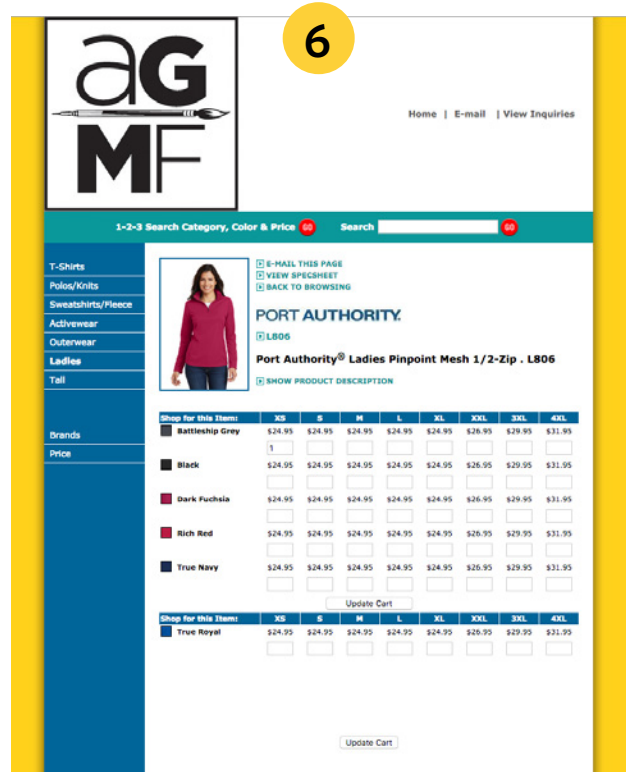 6
aG
MF
Home | E-mail | View Inquiries
1-2-3 Search Category, Color & Price GO Search GO
T-Shirts
Polos/Knits
Sweatshirts/Fleece
Activewear
Outerwear
Ladies
Tall
Brands
Price
E-MAIL THIS PAGE
VIEW SPECSHEET
BACK TO BROWSING
PORT AUTHORITY.
L806
Port Authority® Ladies Pinpoint Mesh 1/2-Zip . L806
SHOW PRODUCT DESCRIPTION
Shop for this Item: XS S M L XL XXL 3XL 4XL
Battleship Grey $24.95 $24.95 $24.95 $24.95 $24.95 $26.95 $29.95 $31.95
1
Black $24.95 $24.95 $24.95 $24.95 $24.95 $26.95 $29.95 $31.95
Dark Fuchsia $24.95 $24.95 $24.95 $24.95 $24.95 $26.95 $29.95 $31.95
Rich Red $24.95 $24.95 $24.95 $24.95 $24.95 $26.95 $29.95 $31.95
True Navy $24.95 $24.95 $24.95 $24.95 $24.95 $26.95 $29.95 $31.95
Update Cart
Shop for this Item: XS S M L XL XXL 3XL 4XL
True Royal $24.95 $24.95 $24.95 $24.95 $24.95 $26.95 $29.95 $31.95
Update Cart